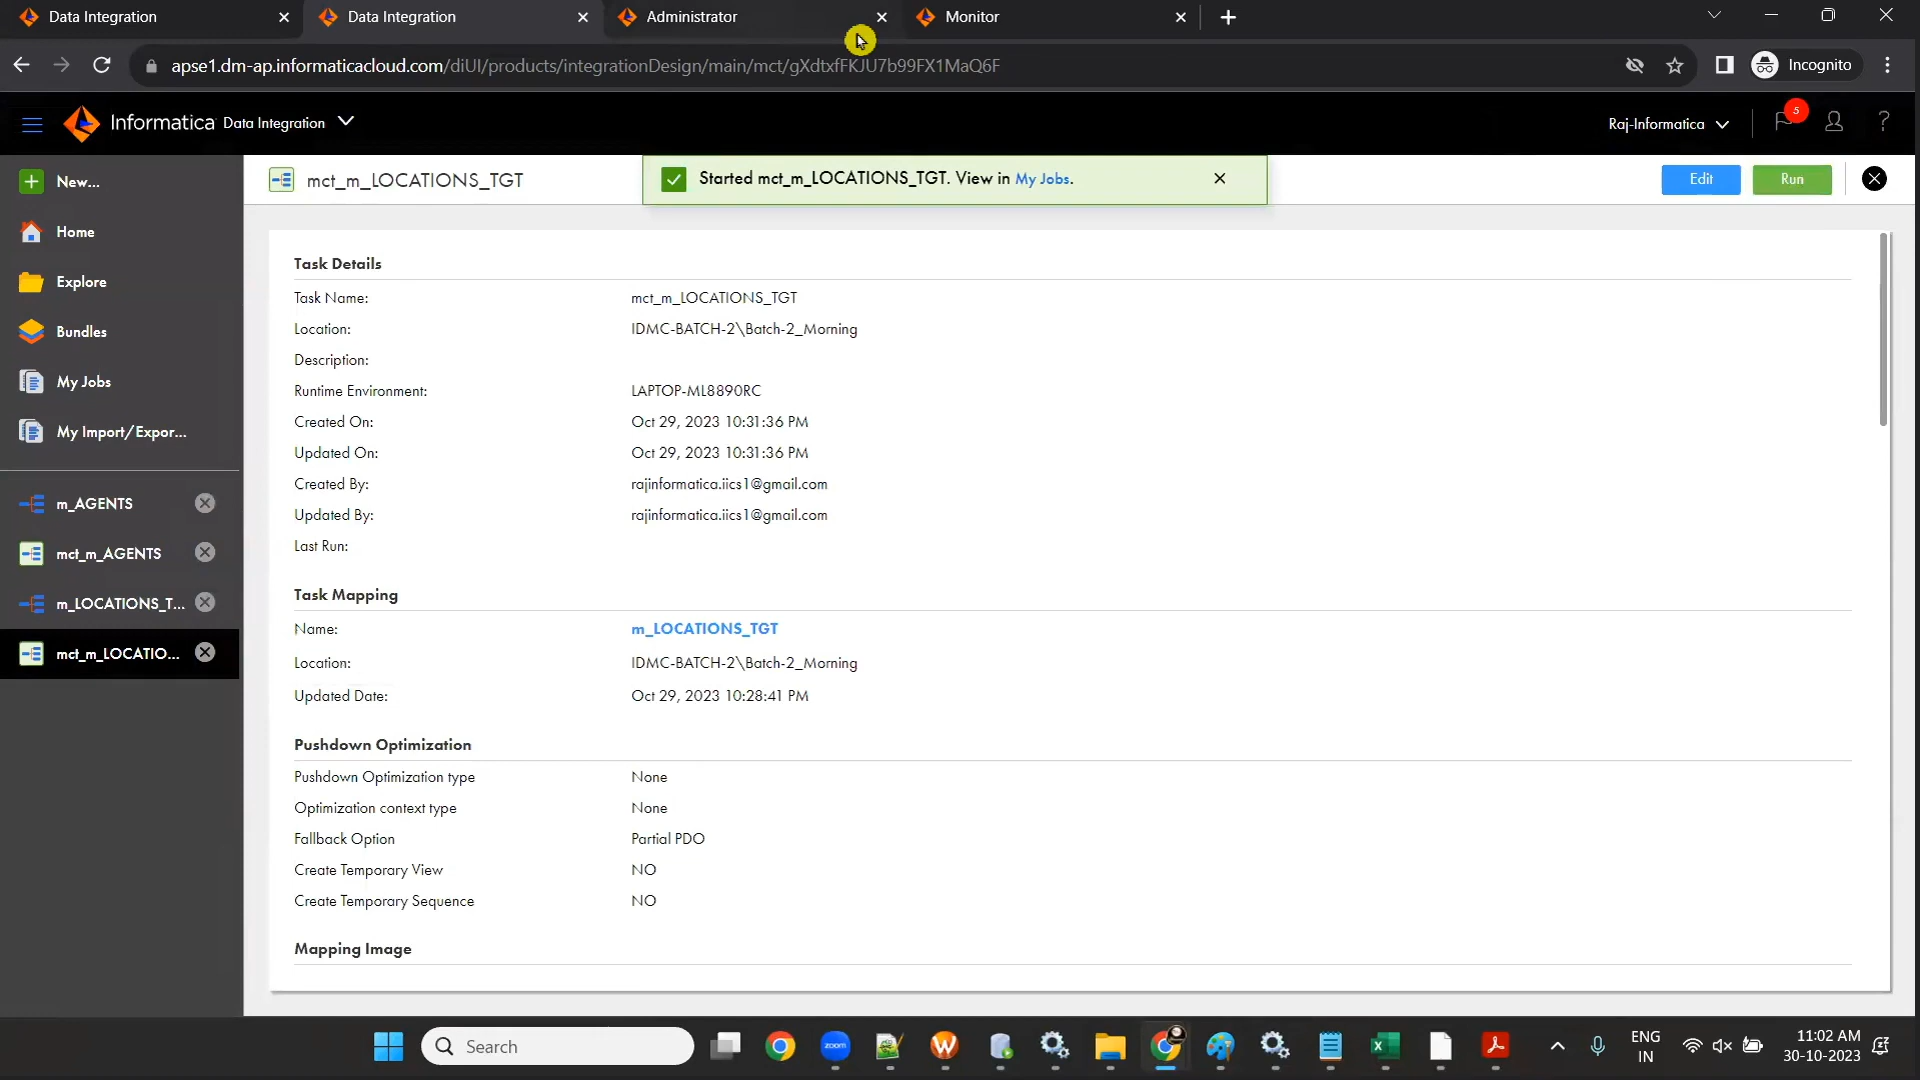 Data Integration
Data Integration
Administrator
Monitor
apse1.dm-ap.informaticacloud.com/diUI/products/integrationDesign/main/mct/gXdtxfFKJU7b99FX1MaQ6F
Incognito
Informatica Data Integration
Raj-Informatica
5
?
New...
Home
Explore
Bundles
My Jobs
My Import/Expor...
m_AGENTS
mct_m_AGENTS
m_LOCATIONS_T...
mct_m_LOCATIO...
mct_m_LOCATIONS_TGT
Started mct_m_LOCATIONS_TGT. View in My Jobs.
Edit
Run
Task Details
Task Name: mct_m_LOCATIONS_TGT
Location: IDMC-BATCH-2\Batch-2_Morning
Description:
Runtime Environment: LAPTOP-ML8890RC
Created On: Oct 29, 2023 10:31:36 PM
Updated On: Oct 29, 2023 10:31:36 PM
Created By: rajinformatica.iics1@gmail.com
Updated By: rajinformatica.iics1@gmail.com
Last Run:
Task Mapping
Name: m_LOCATIONS_TGT
Location: IDMC-BATCH-2\Batch-2_Morning
Updated Date: Oct 29, 2023 10:28:41 PM
Pushdown Optimization
Pushdown Optimization type None
Optimization context type None
Fallback Option Partial PDO
Create Temporary View NO
Create Temporary Sequence NO
Mapping Image
Search
zoom
ENG
IN
11:02 AM
30-10-2023